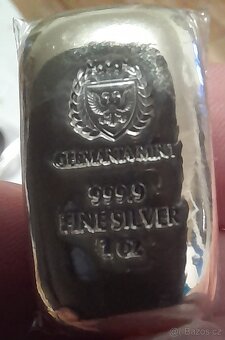 GERMANIA MINT
999.9
FINE SILVER
1 OZ
Bazos.cz